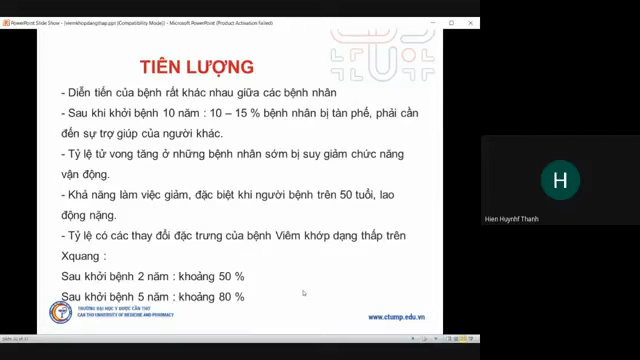 PowerPoint Slide Show - [viemkhopdangthap.ppt [Compatibility Mode]] - Microsoft PowerPoint (Product Activation Failed)
TIÊN LƯỢNG
- Diễn tiến của bệnh rất khác nhau giữa các bệnh nhân
- Sau khi khởi bệnh 10 năm : 10 – 15 % bệnh nhân bị tàn phế, phải cần
đến sự trợ giúp của người khác.
- Tỷ lệ tử vong tăng ở những bệnh nhân sớm bị suy giảm chức năng
vận động.
- Khả năng làm việc giảm, đặc biệt khi người bệnh trên 50 tuổi, lao
động nặng.
- Tỷ lệ có các thay đổi đặc trưng của bệnh Viêm khớp dạng thấp trên
Xquang :
Sau khởi bệnh 2 năm : khoảng 50 %
Sau khởi bệnh 5 năm : khoảng 80 %
TRƯỜNG ĐẠI HỌC Y DƯỢC CẦN THƠ
CAN THO UNIVERSITY OF MEDICINE AND PHARMACY
www.ctump.edu.vn
H
Hien Huynhf Thanh